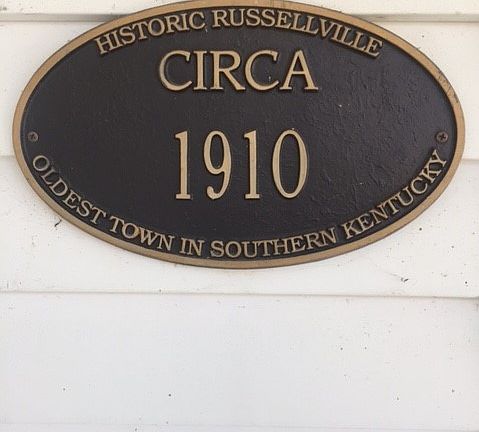 HISTORIC RUSSELLVILLE
CIRCA
1910
OLDEST TOWN IN SOUTHERN KENTUCKY